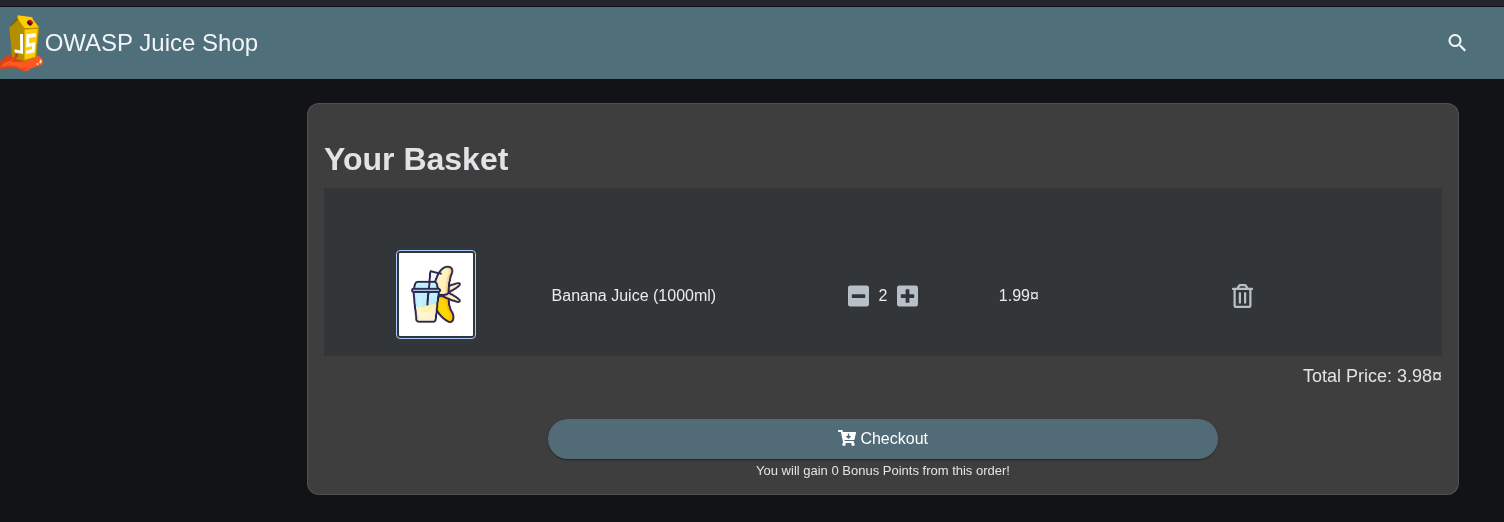 JS OWASP Juice Shop
Your Basket
Banana Juice (1000ml) 2 1.99¤
Total Price: 3.98¤
Checkout
You will gain 0 Bonus Points from this order!